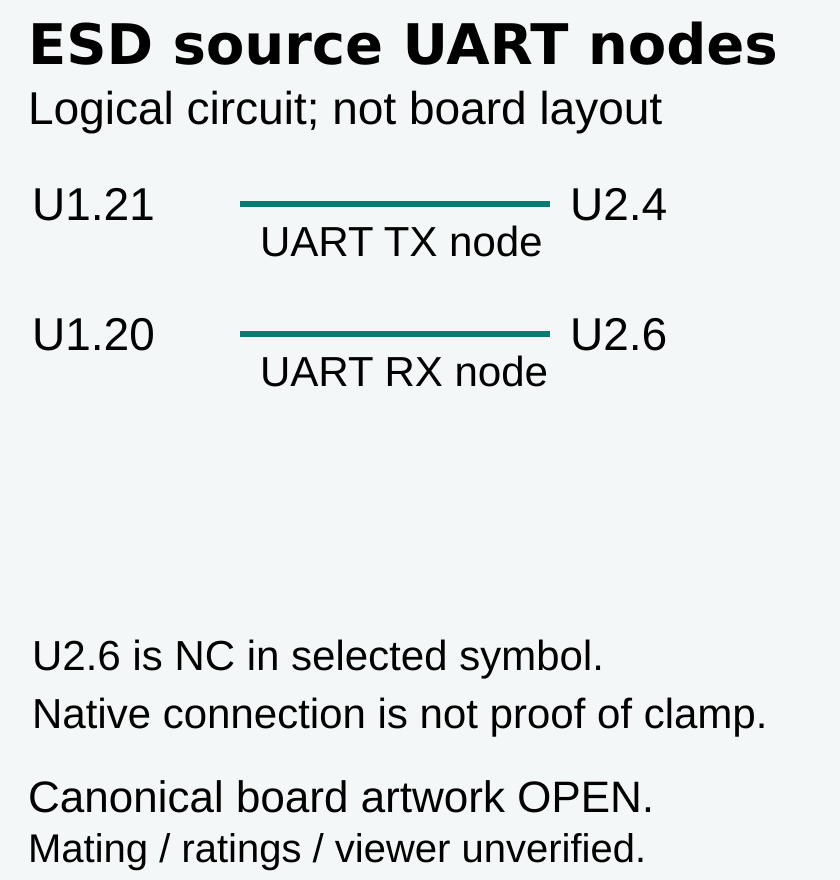 ESD source UART nodes
Logical circuit; not board layout
U1.21 U2.4
UART TX node
U1.20 U2.6
UART RX node
U2.6 is NC in selected symbol.
Native connection is not proof of clamp.
Canonical board artwork OPEN.
Mating / ratings / viewer unverified.